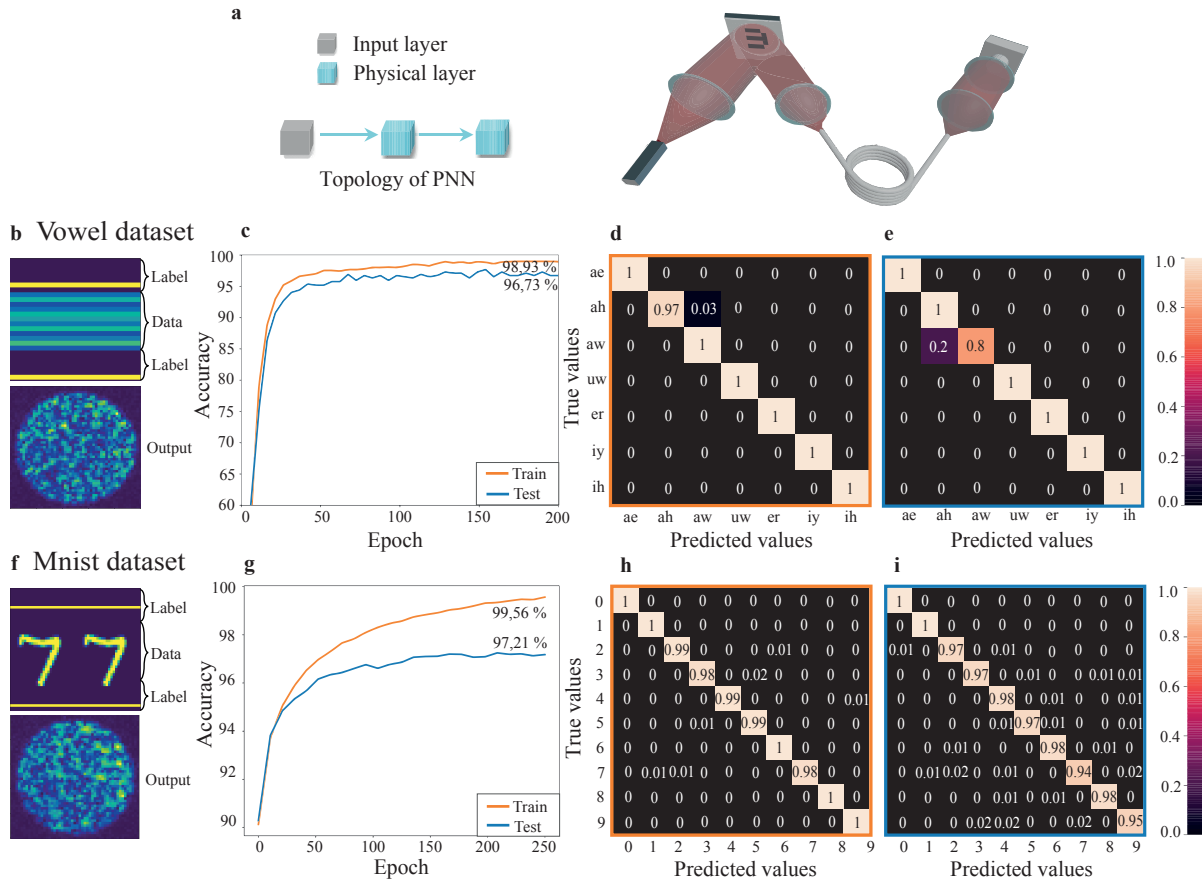 a
Input layer
Physical layer
Topology of PNN
b Vowel dataset
Label
Data
Label
Output
c
100
95
90
85
80
75
70
65
60
0 50 100 150 200
98,93 %
96,73 %
Accuracy
Epoch
Train
Test
d
True values
ae 1 0 0 0 0 0 0
ah 0 0.97 0.03 0 0 0 0
aw 0 0 1 0 0 0 0
uw 0 0 0 1 0 0 0
er 0 0 0 0 1 0 0
iy 0 0 0 0 0 1 0
ih 0 0 0 0 0 0 1
ae ah aw uw er iy ih
Predicted values
e
1 0 0 0 0 0 0
0 1 0 0 0 0 0
0 0.2 0.8 0 0 0 0
0 0 0 1 0 0 0
0 0 0 0 1 0 0
0 0 0 0 0 1 0
0 0 0 0 0 0 1
ae ah aw uw er iy ih
Predicted values
1.0
0.8
0.6
0.4
0.2
0.0
f Mnist dataset
Label
Data
Label
Output
g
100
98
96
94
92
90
0 50 100 150 200 250
99,56 %
97,21 %
Accuracy
Epoch
Train
Test
h
True values
0 1 0 0 0 0 0 0 0 0 0
1 0 1 0 0 0 0 0 0 0 0
2 0 0 0.99 0 0 0 0.01 0 0 0
3 0 0 0 0.98 0 0.02 0 0 0 0
4 0 0 0 0 0.99 0 0 0 0 0.01
5 0 0 0 0.01 0 0.99 0 0 0 0
6 0 0 0 0 0 0 1 0 0 0
7 0 0.01 0.01 0 0 0 0 0.98 0 0
8 0 0 0 0 0 0 0 0 1 0
9 0 0 0 0 0 0 0 0 0 1
0 1 2 3 4 5 6 7 8 9
Predicted values
i
1 0 0 0 0 0 0 0 0 0
0 1 0 0 0 0 0 0 0 0
0.01 0 0.97 0 0.01 0 0 0 0 0
0 0 0 0.97 0 0.01 0 0 0.01 0.01
0 0 0 0 0.98 0 0.01 0 0 0.01
0 0 0 0 0.01 0.97 0.01 0 0 0.01
0 0 0.01 0 0 0 0.98 0 0.01 0
0 0.01 0.02 0 0.01 0 0 0.94 0 0.02
0 0 0 0 0.01 0 0.01 0 0.98 0
0 0 0 0.02 0.02 0 0 0.02 0 0.95
0 1 2 3 4 5 6 7 8 9
Predicted values
1.0
0.8
0.6
0.4
0.2
0.0